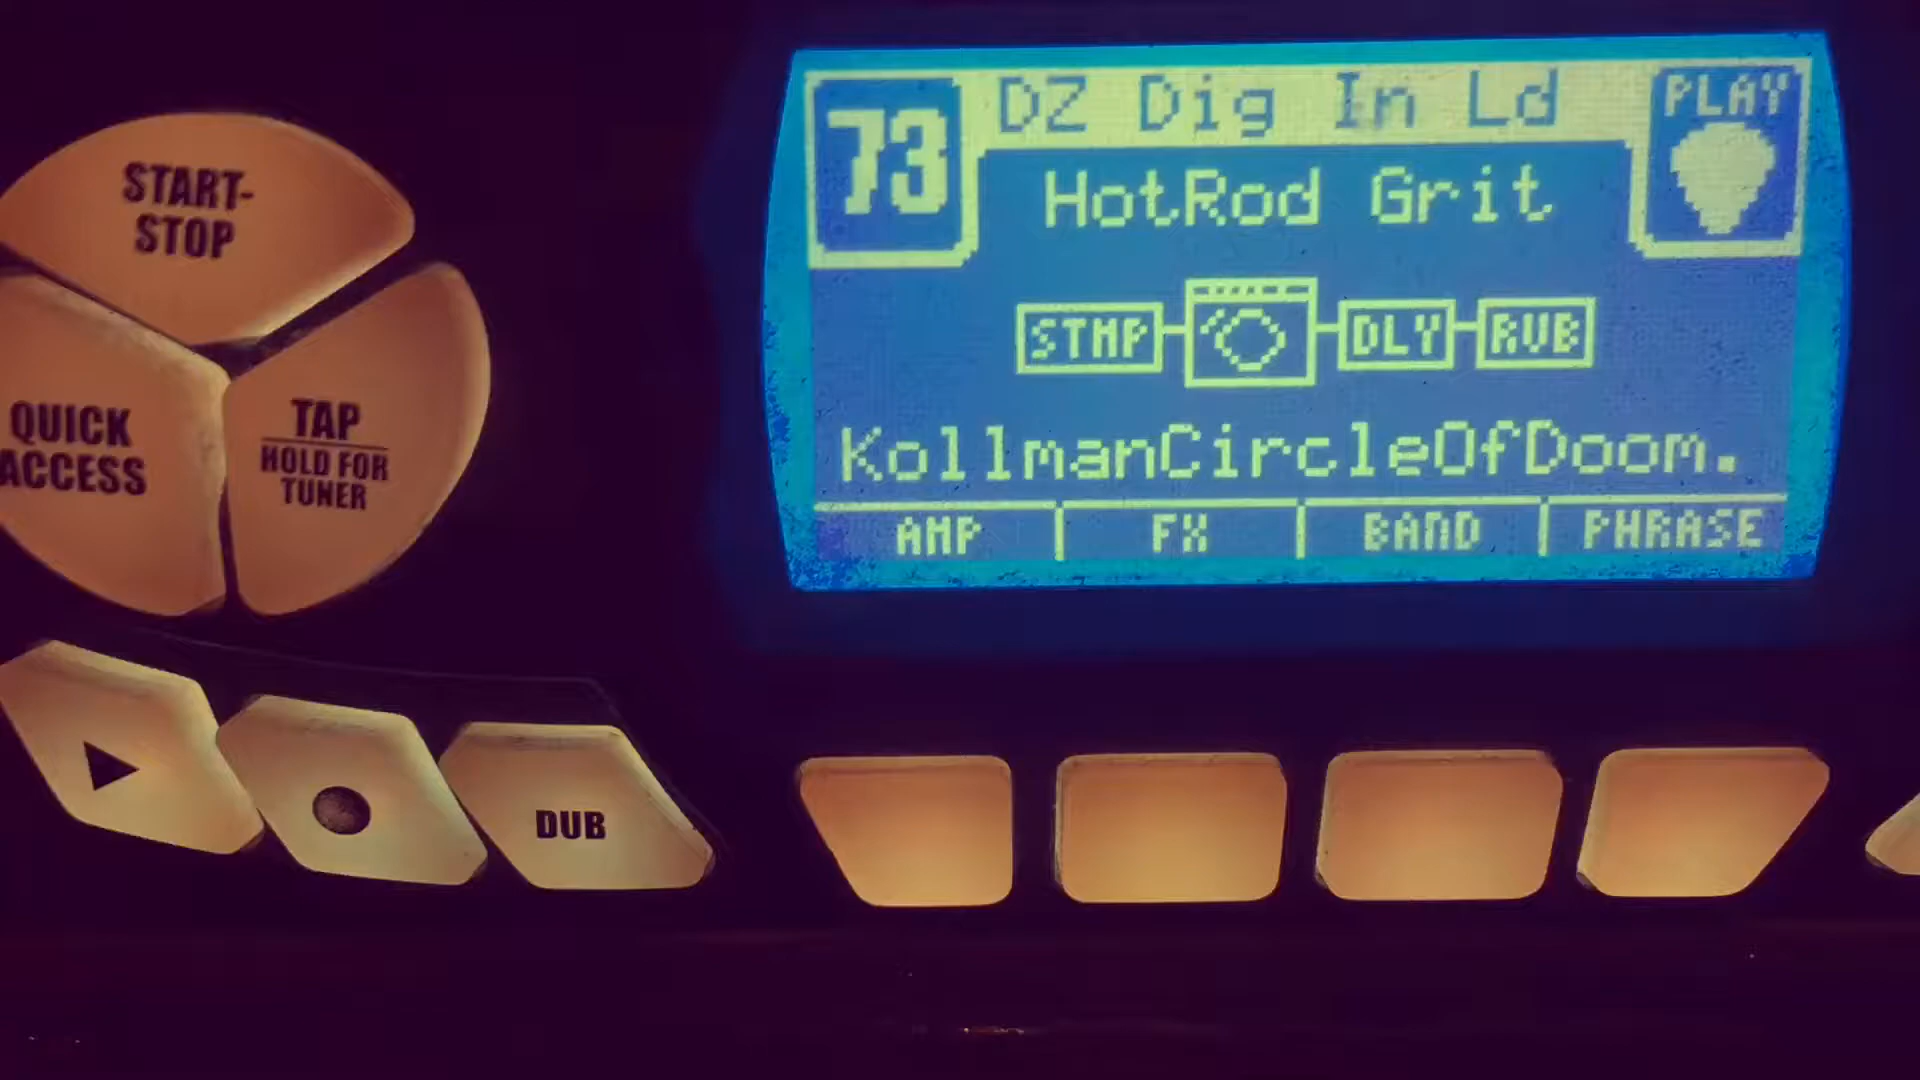 START-
STOP
QUICK
ACCESS
TAP
HOLD FOR
TUNER
DUB
73
DZ Dig In Ld
PLAY
HotRod Grit
STMP
DLY
RVB
KollmanCircleOfDoom.
AMP
FX
BAND
PHRASE